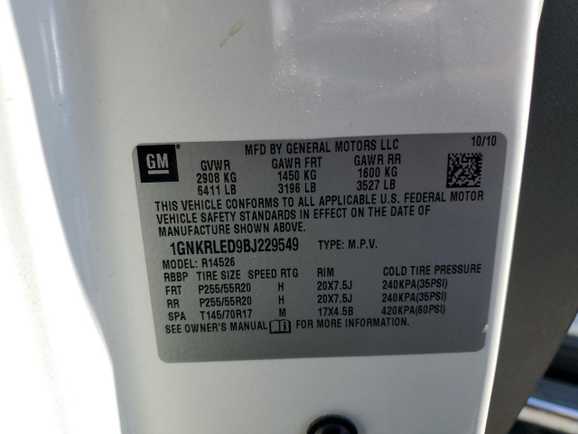 MFD BY GENERAL MOTORS LLC 10/10
GM
GVWR GAWR FRT GAWR RR
2908 KG 1450 KG 1600 KG
6411 LB 3196 LB 3527 LB
THIS VEHICLE CONFORMS TO ALL APPLICABLE U.S. FEDERAL MOTOR
VEHICLE SAFETY STANDARDS IN EFFECT ON THE DATE OF
MANUFACTURE SHOWN ABOVE.
1GNKRLED9BJ229549 TYPE: M.P.V.
MODEL: R14526
RBBP TIRE SIZE SPEED RTG RIM COLD TIRE PRESSURE
FRT P255/55R20 H 20X7.5J 240KPA(35PSI)
RR P255/55R20 H 20X7.5J 240KPA(35PSI)
SPA T145/70R17 M 17X4.5B 420KPA(60PSI)
SEE OWNER'S MANUAL FOR MORE INFORMATION.